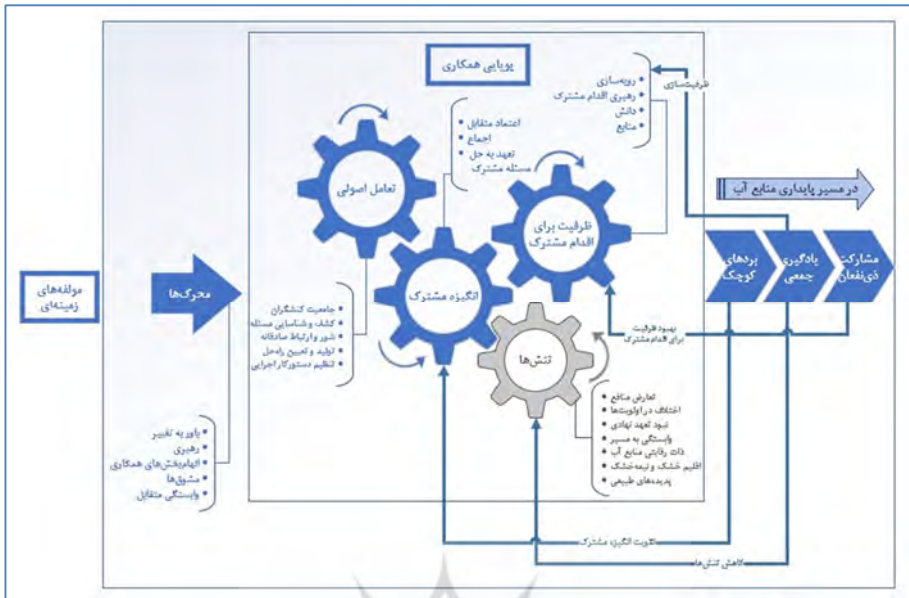 پویایی همکاری
ظرفیت‌سازی
رویه‌سازی
رهبری اقدام مشترک
دانش
منابع
اعتماد متقابل
اجماع
تعهد به حل
مسئله مشترک
تعامل اصولی
ظرفیت برای
اقدام مشترک
انگیزه مشترک
تنش‌ها
در مسیر پایداری منابع آب
مشارکت
ذی‌نفعان
یادگیری
جمعی
بردهای
کوچک
مولفه‌های
زمینه‌ای
محرک‌ها
جامعیت کنشگران
کشف و شناسایی مسئله
شور و ارتباط صادقانه
تولید و تعیین راه‌حل
تنظیم دستورکار اجرایی
بهبود ظرفیت
برای اقدام مشترک
تعارض منافع
اختلاف در اولویت‌ها
نبود تعهد نهادی
وابستگی به مسیر
ذات رقابتی منابع آب
اقلیم خشک و نیمه‌خشک
پدیده‌های طبیعی
باور به تغییر
رهبری
الهام‌بخش‌های همکاری
مشوق‌ها
وابستگی متقابل
تقویت انگیزه مشترک
کاهش تنش‌ها